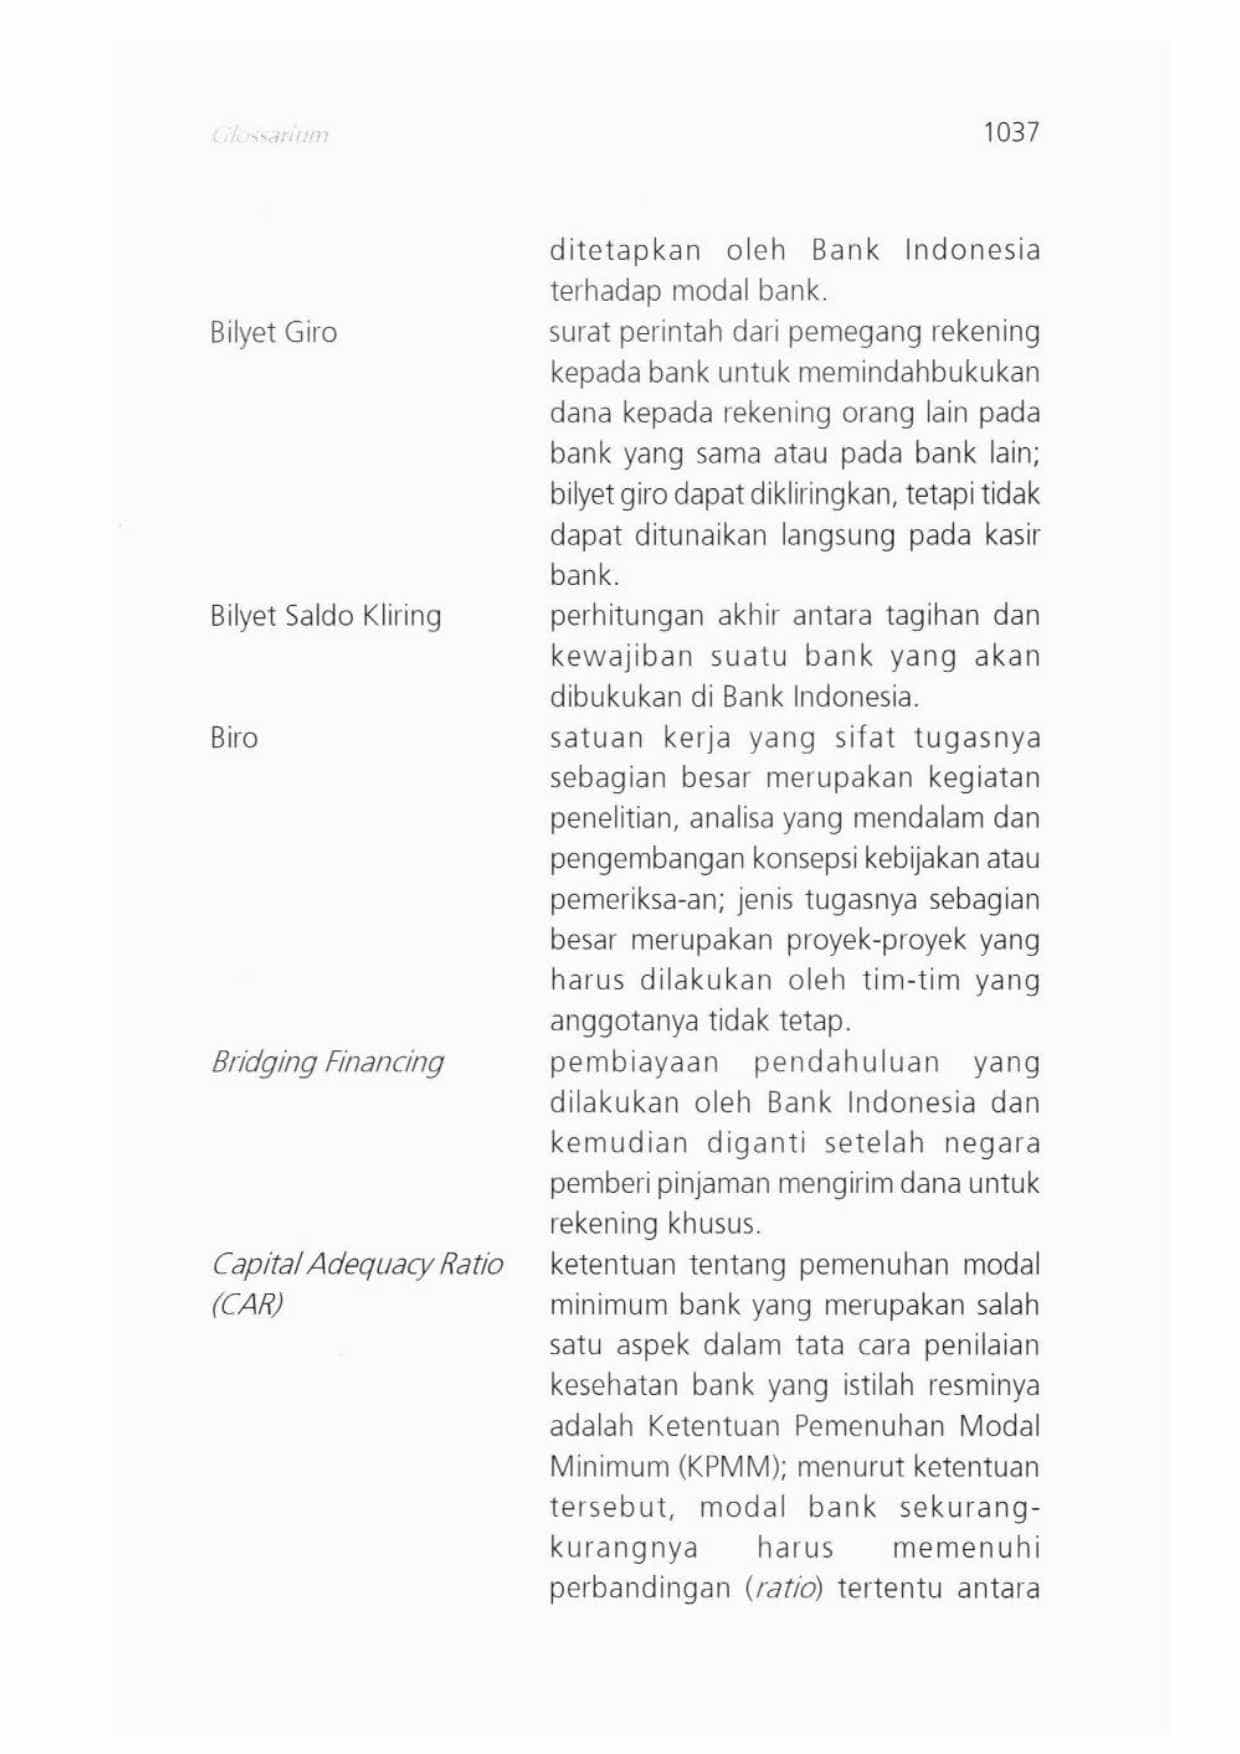 Glossarium 1037
ditetapkan oleh Bank Indonesia
terhadap modal bank.
Bilyet Giro surat perintah dari pemegang rekening
kepada bank untuk memindahbukukan
dana kepada rekening orang lain pada
bank yang sama atau pada bank lain;
bilyet giro dapat dikliringkan, tetapi tidak
dapat ditunaikan langsung pada kasir
bank.
Bilyet Saldo Kliring perhitungan akhir antara tagihan dan
kewajiban suatu bank yang akan
dibukukan di Bank Indonesia.
Biro satuan kerja yang sifat tugasnya
sebagian besar merupakan kegiatan
penelitian, analisa yang mendalam dan
pengembangan konsepsi kebijakan atau
pemeriksa-an; jenis tugasnya sebagian
besar merupakan proyek-proyek yang
harus dilakukan oleh tim-tim yang
anggotanya tidak tetap.
Bridging Financing pembiayaan pendahuluan yang
dilakukan oleh Bank Indonesia dan
kemudian diganti setelah negara
pemberi pinjaman mengirim dana untuk
rekening khusus.
Capital Adequacy Ratio ketentuan tentang pemenuhan modal
(CAR) minimum bank yang merupakan salah
satu aspek dalam tata cara penilaian
kesehatan bank yang istilah resminya
adalah Ketentuan Pemenuhan Modal
Minimum (KPMM); menurut ketentuan
tersebut, modal bank sekurang-
kurangnya harus memenuhi
perbandingan (ratio) tertentu antara